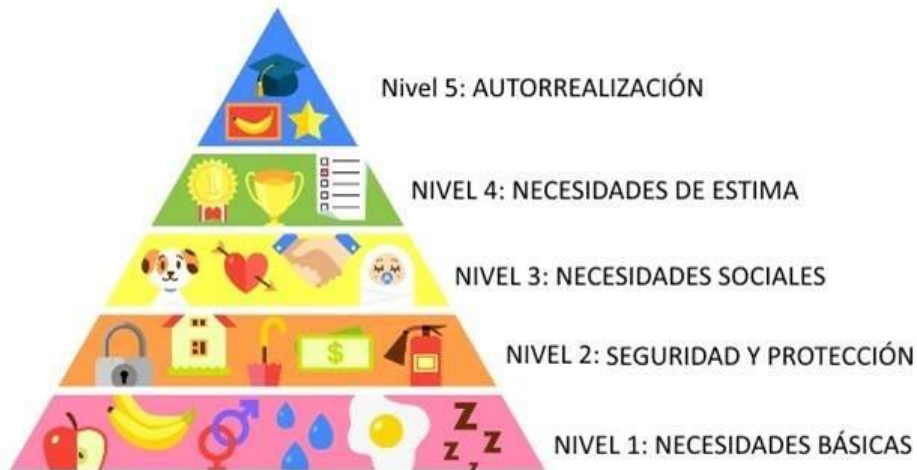 Nivel 5: AUTORREALIZACIÓN
1
NIVEL 4: NECESIDADES DE ESTIMA
NIVEL 3: NECESIDADES SOCIALES
$
NIVEL 2: SEGURIDAD Y PROTECCIÓN
Z Z Z Z
NIVEL 1: NECESIDADES BÁSICAS